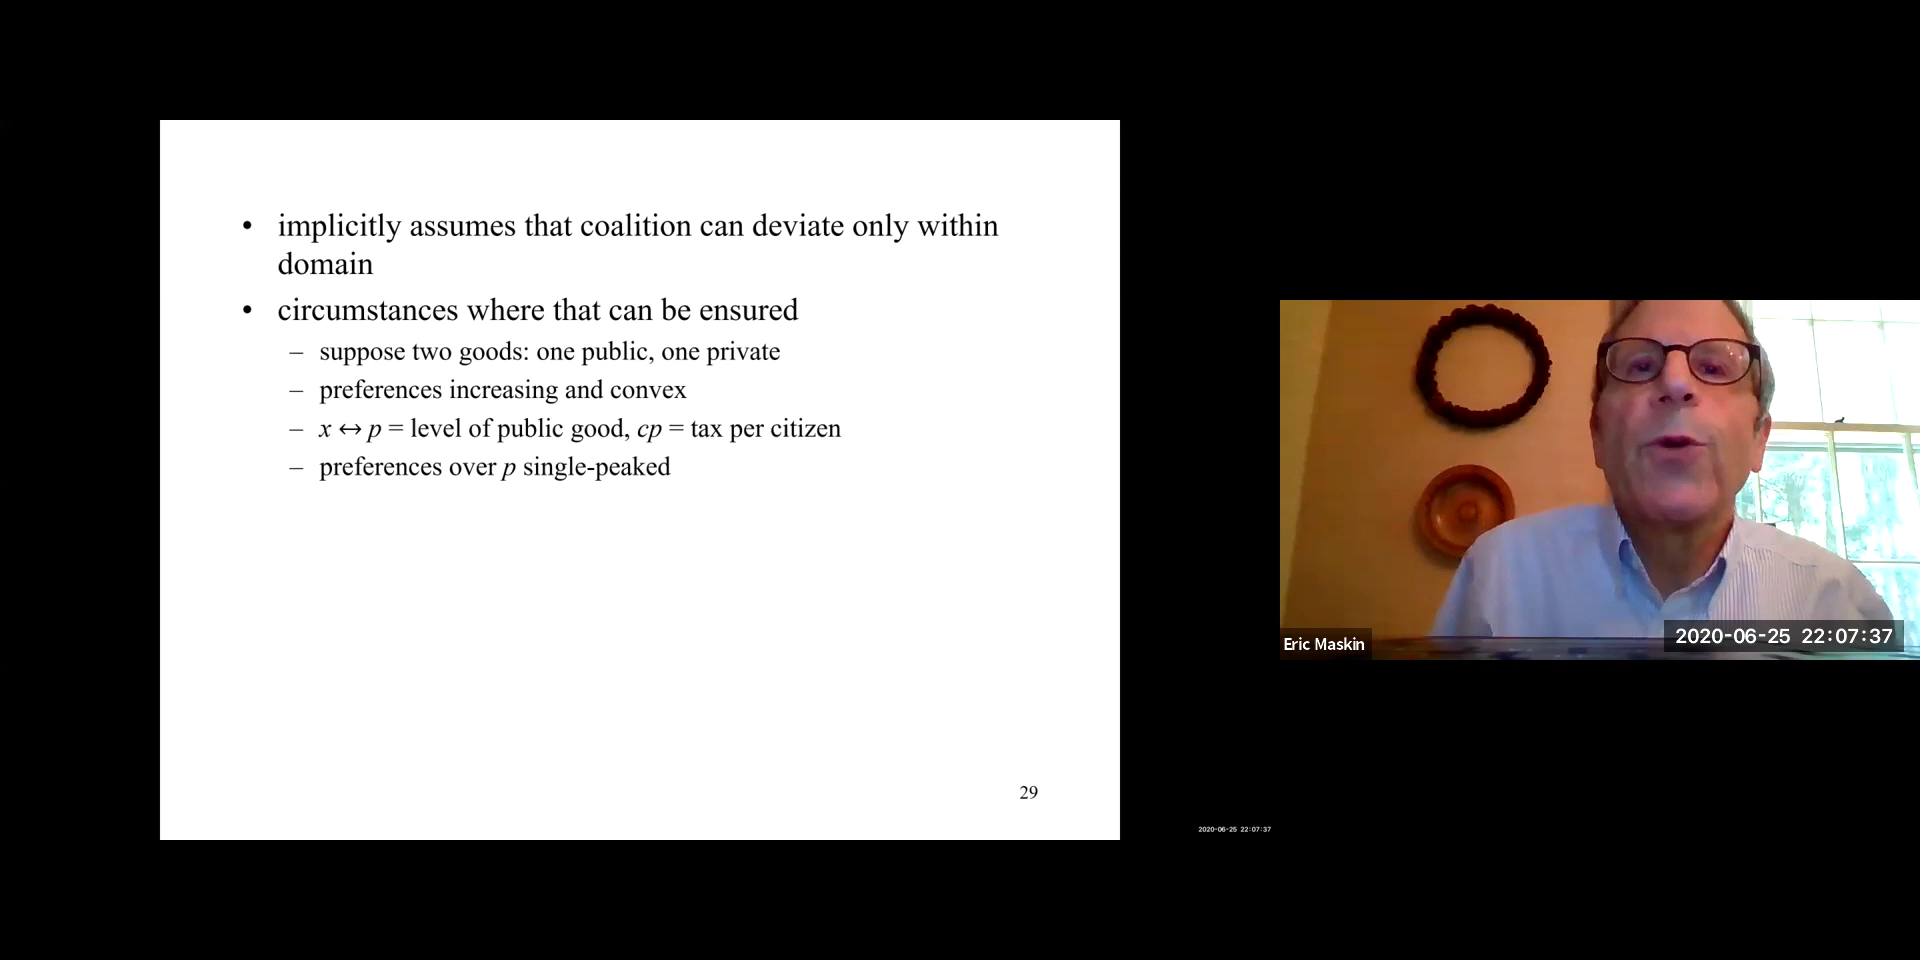 • implicitly assumes that coalition can deviate only within
domain
• circumstances where that can be ensured
– suppose two goods: one public, one private
– preferences increasing and convex
– x ↔ p = level of public good, cp = tax per citizen
– preferences over p single-peaked
29
Eric Maskin
2020-06-25 22:07:37
2020-06-25 22:07:37